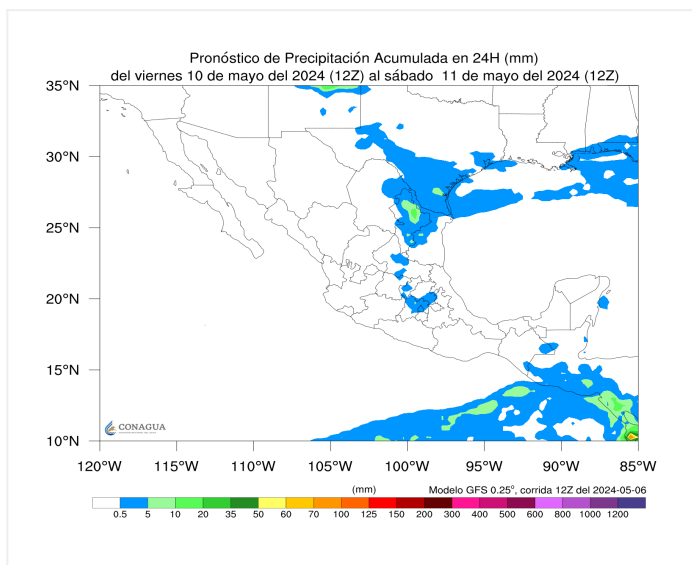 Pronóstico de Precipitación Acumulada en 24H (mm)
del viernes 10 de mayo del 2024 (12Z) al sábado 11 de mayo del 2024 (12Z)
35°N
30°N
25°N
20°N
15°N
10°N
CONAGUA
120°W 115°W 110°W 105°W 100°W 95°W 90°W 85°W
(mm) Modelo GFS 0.25°, corrida 12Z del 2024-05-06
0.5 5 10 20 35 50 60 70 100 125 150 200 300 400 500 600 800 1000 1200